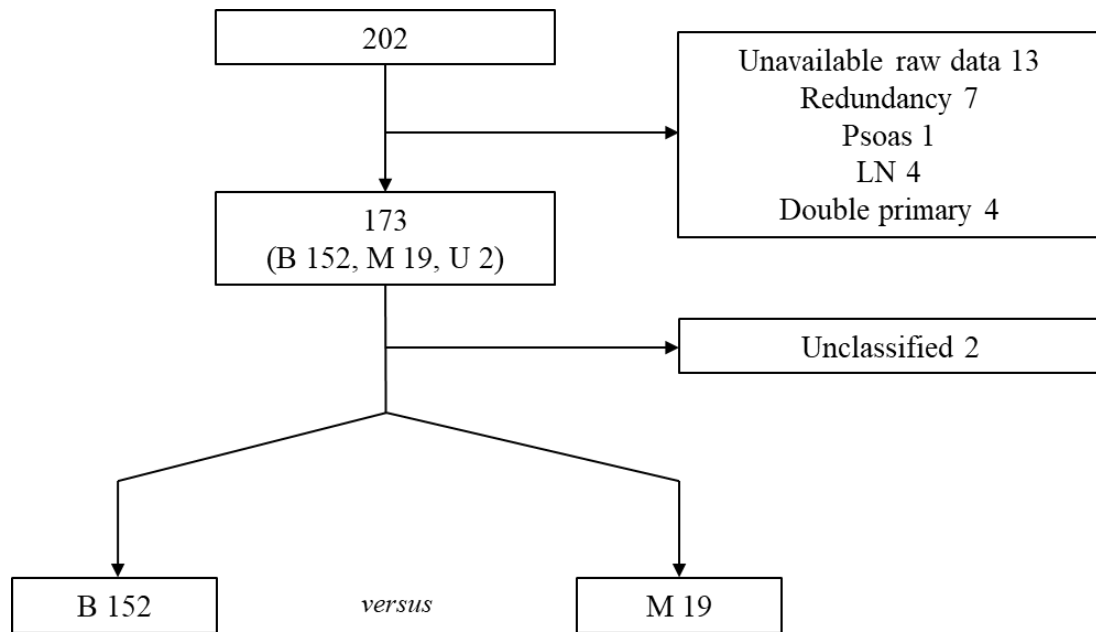 202
Unavailable raw data 13
Redundancy 7
Psoas 1
LN 4
Double primary 4
173
(B 152, M 19, U 2)
Unclassified 2
B 152
versus
M 19